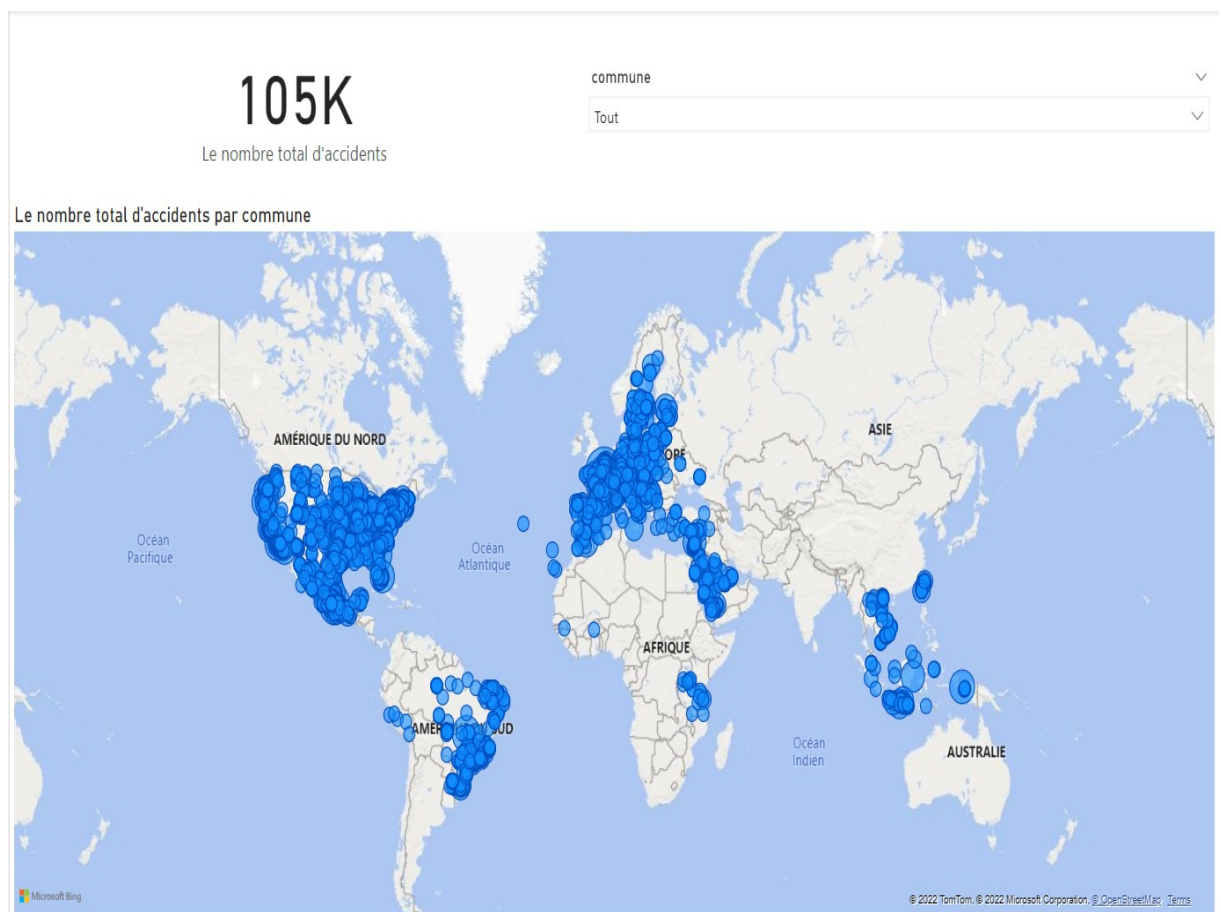 105K
Le nombre total d'accidents
commune
Tout
Le nombre total d'accidents par commune
AMÉRIQUE DU NORD
ASIE
Océan
Pacifique
Océan
Atlantique
AFRIQUE
Océan
Indien
AUSTRALIE
Microsoft Bing
© 2022 TomTom, © 2022 Microsoft Corporation, © OpenStreetMap Terms